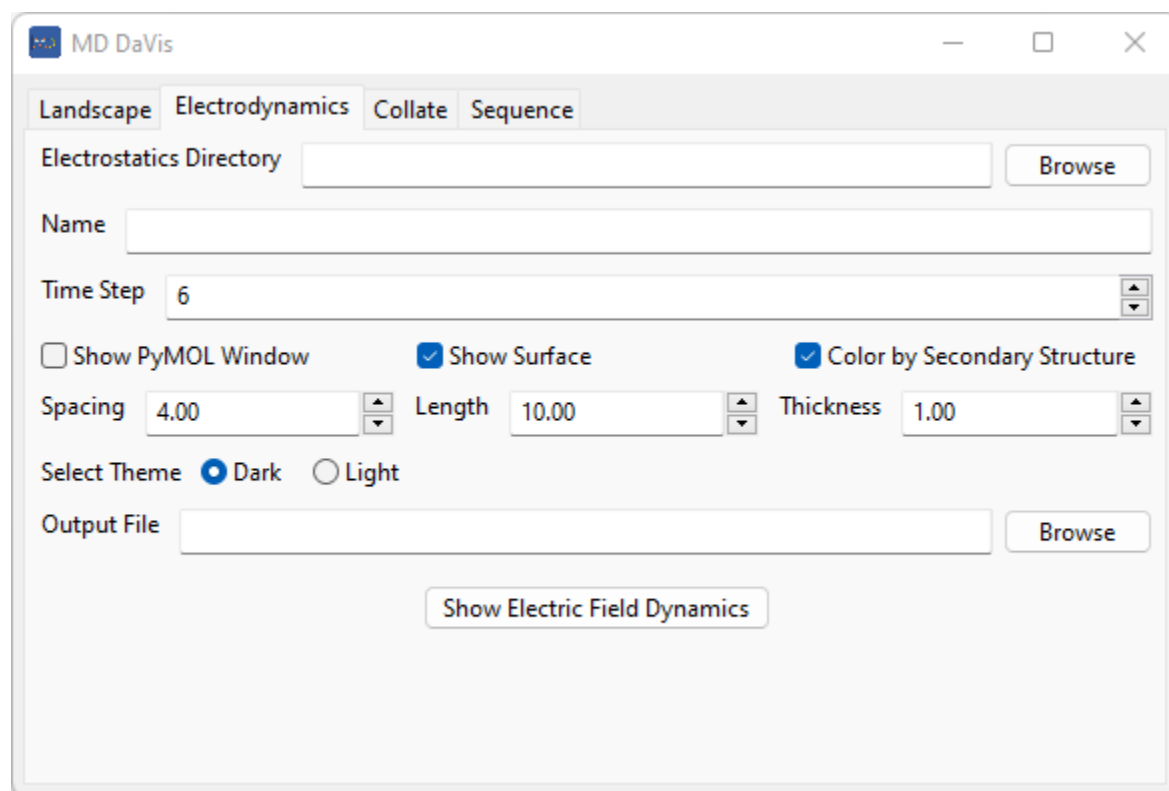 MD DaVis
Landscape Electrodynamics Collate Sequence
Electrostatics Directory Browse
Name
Time Step 6
Show PyMOL Window Show Surface Color by Secondary Structure
Spacing 4.00 Length 10.00 Thickness 1.00
Select Theme Dark Light
Output File Browse
Show Electric Field Dynamics